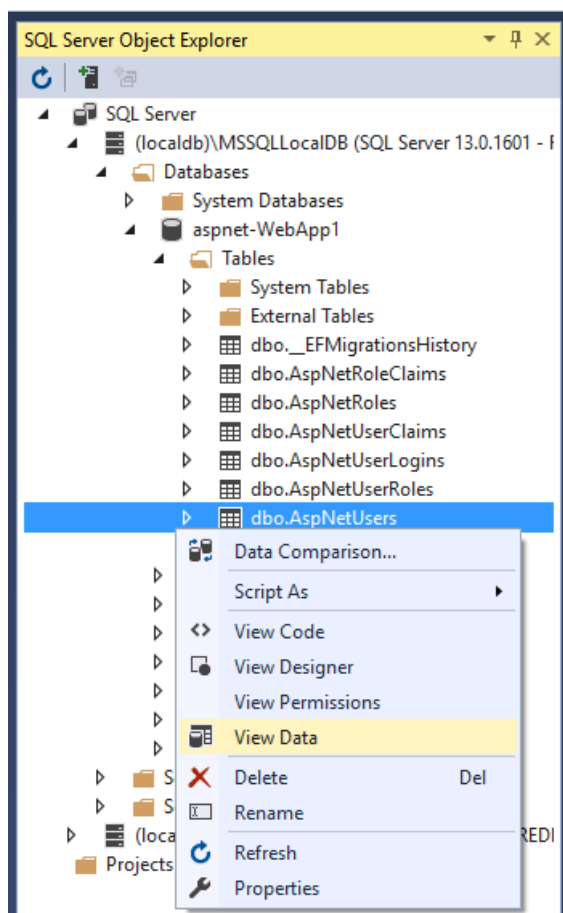 SQL Server Object Explorer
SQL Server
(localdb)\MSSQLLocalDB (SQL Server 13.0.1601 - F
Databases
System Databases
aspnet-WebApp1
Tables
System Tables
External Tables
dbo.__EFMigrationsHistory
dbo.AspNetRoleClaims
dbo.AspNetRoles
dbo.AspNetUserClaims
dbo.AspNetUserLogins
dbo.AspNetUserRoles
dbo.AspNetUsers
Data Comparison...
Script As
View Code
View Designer
View Permissions
View Data
S Delete Del
S Rename
(loca REDI
Refresh
Projects
Properties